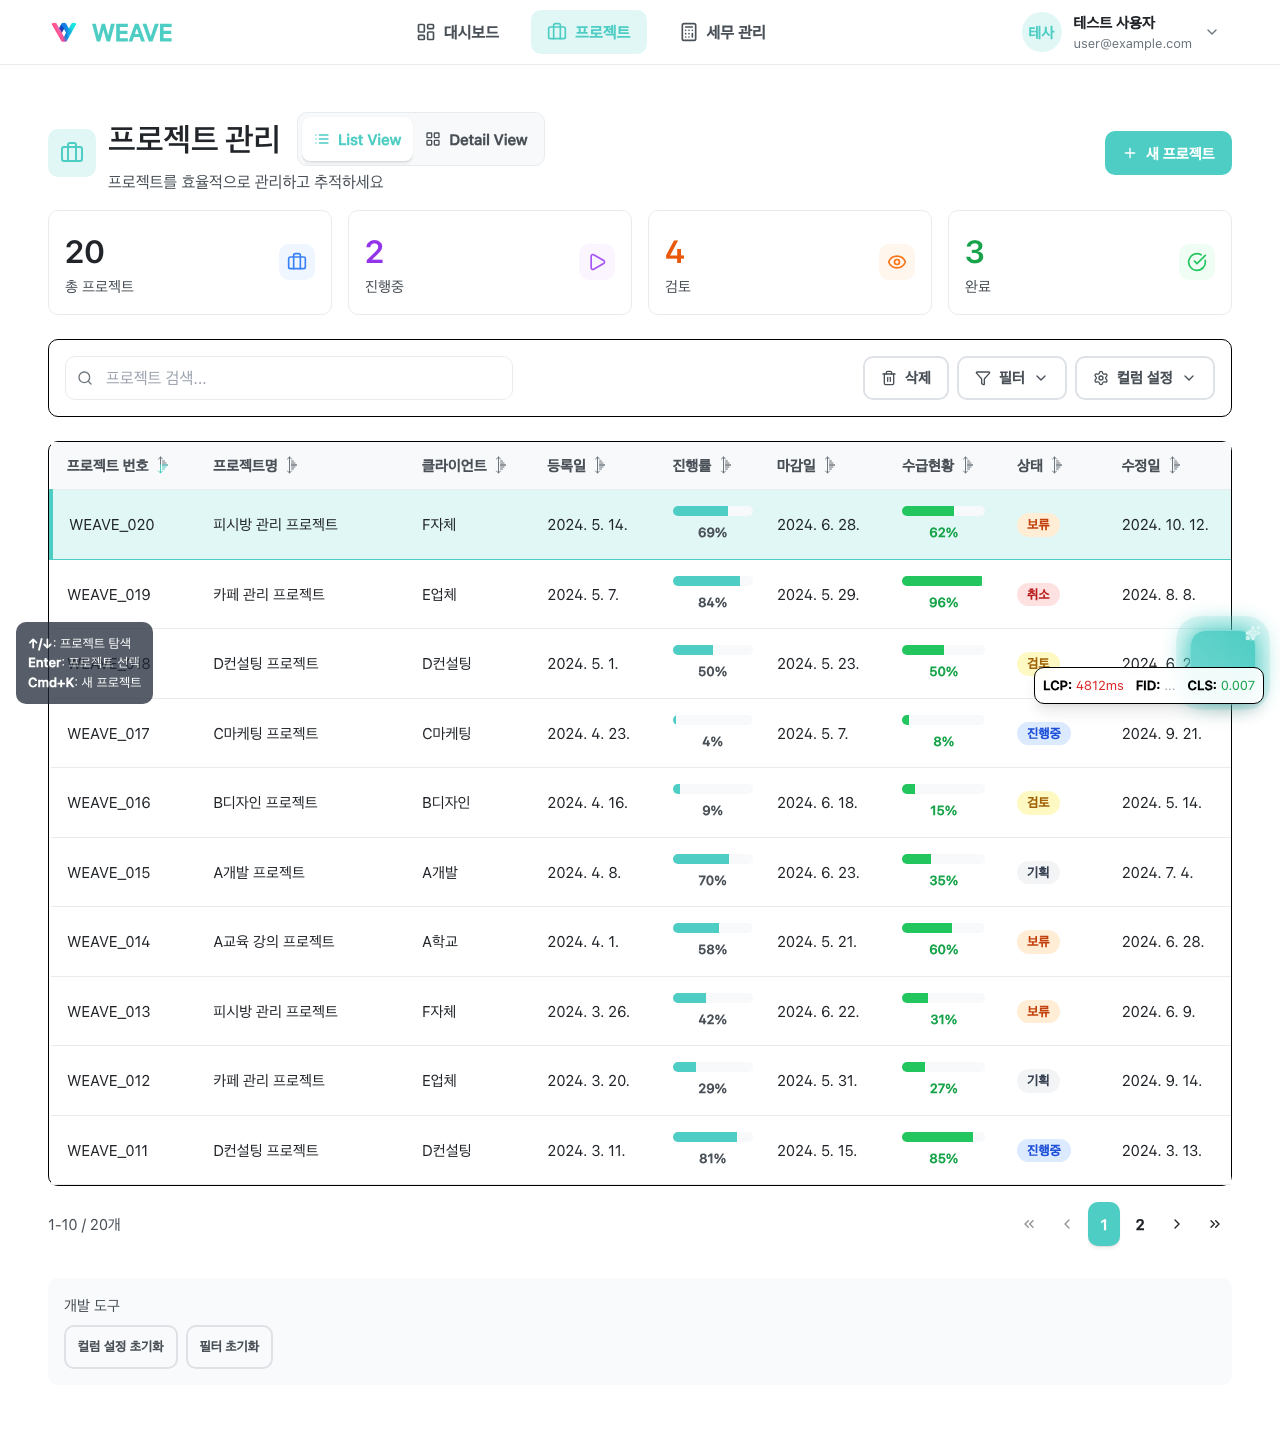 WEAVE
대시보드
프로젝트
세무 관리
테사
테스트 사용자
user@example.com
프로젝트 관리
List View
Detail View
프로젝트를 효율적으로 관리하고 추적하세요
새 프로젝트
20
총 프로젝트
2
진행중
4
검토
3
완료
프로젝트 검색...
삭제
필터
컬럼 설정
프로젝트 번호 프로젝트명 클라이언트 등록일 진행률 마감일 수급현황 상태 수정일
WEAVE_020 피시방 관리 프로젝트 F자체 2024. 5. 14. 69% 2024. 6. 28. 62% 보류 2024. 10. 12.
WEAVE_019 카페 관리 프로젝트 E업체 2024. 5. 7. 84% 2024. 5. 29. 96% 취소 2024. 8. 8.
D컨설팅 프로젝트 D컨설팅 2024. 5. 1. 50% 2024. 5. 23. 50% 검토 2024. 6.
↑/↓: 프로젝트 탐색
Enter: 프로젝트 선택
Cmd+K: 새 프로젝트
LCP: 4812ms FID: ... CLS: 0.007
WEAVE_017 C마케팅 프로젝트 C마케팅 2024. 4. 23. 4% 2024. 5. 7. 8% 진행중 2024. 9. 21.
WEAVE_016 B디자인 프로젝트 B디자인 2024. 4. 16. 9% 2024. 6. 18. 15% 검토 2024. 5. 14.
WEAVE_015 A개발 프로젝트 A개발 2024. 4. 8. 70% 2024. 6. 23. 35% 기획 2024. 7. 4.
WEAVE_014 A교육 강의 프로젝트 A학교 2024. 4. 1. 58% 2024. 5. 21. 60% 보류 2024. 6. 28.
WEAVE_013 피시방 관리 프로젝트 F자체 2024. 3. 26. 42% 2024. 6. 22. 31% 보류 2024. 6. 9.
WEAVE_012 카페 관리 프로젝트 E업체 2024. 3. 20. 29% 2024. 5. 31. 27% 기획 2024. 9. 14.
WEAVE_011 D컨설팅 프로젝트 D컨설팅 2024. 3. 11. 81% 2024. 5. 15. 85% 진행중 2024. 3. 13.
1-10 / 20개
1 2
개발 도구
컬럼 설정 초기화
필터 초기화